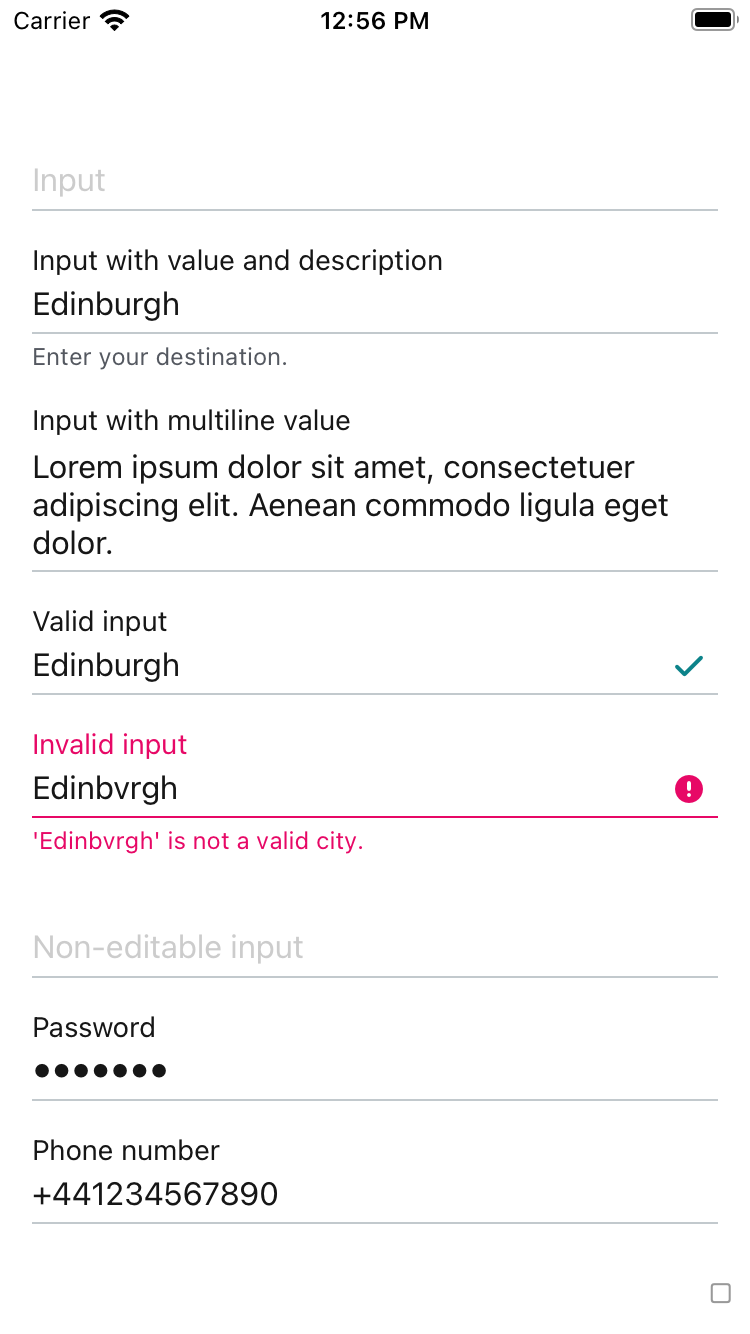 Carrier 12:56 PM
Input
Input with value and description
Edinburgh
Enter your destination.
Input with multiline value
Lorem ipsum dolor sit amet, consectetuer
adipiscing elit. Aenean commodo ligula eget
dolor.
Valid input
Edinburgh
Invalid input
Edinbvrgh
'Edinbvrgh' is not a valid city.
Non-editable input
Password
•••••••
Phone number
+441234567890